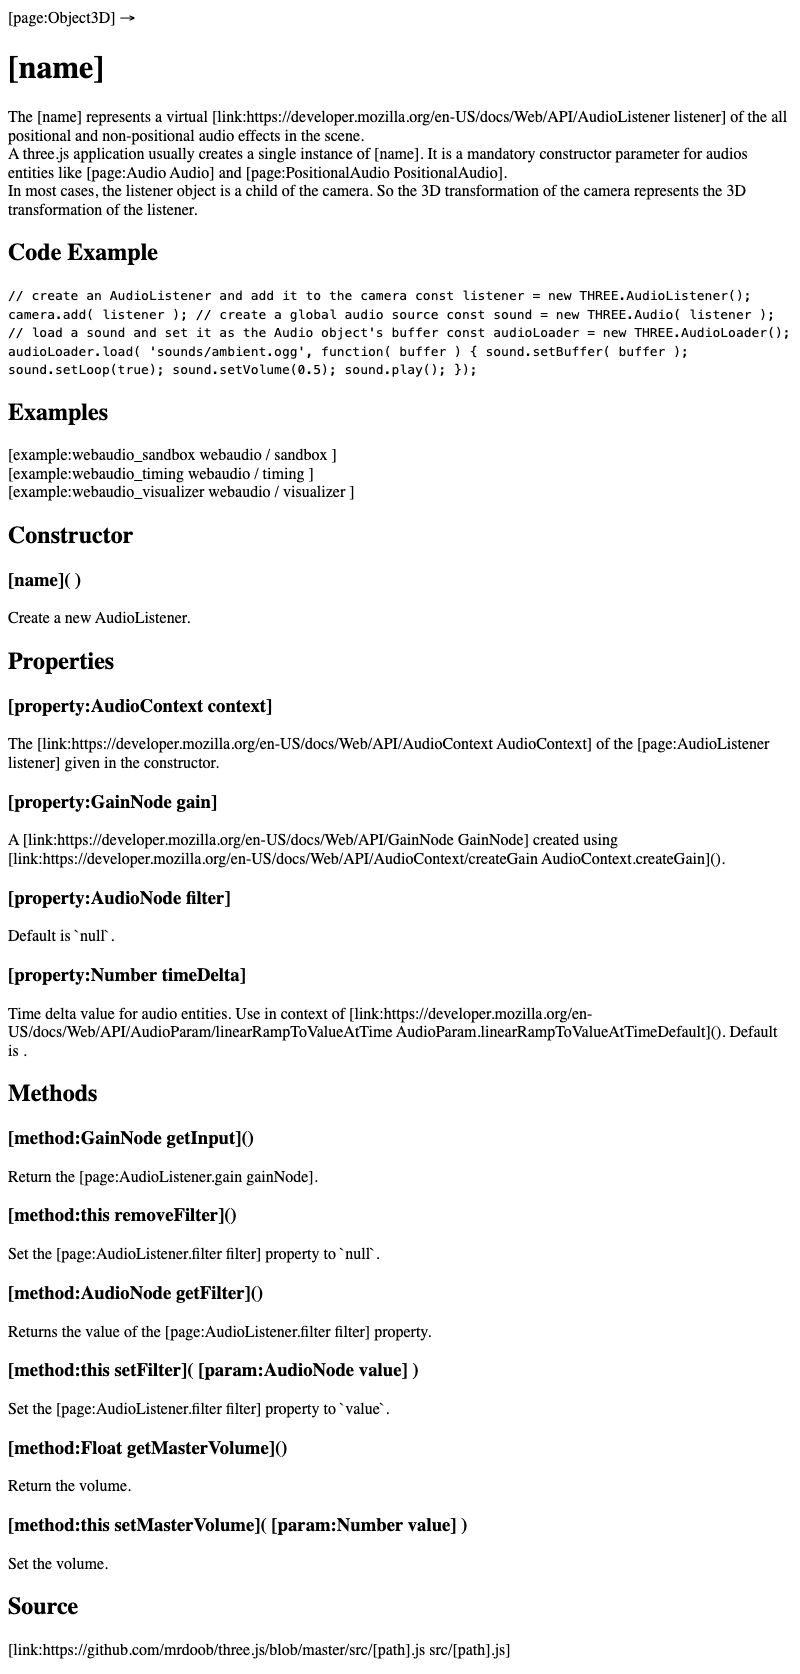 [page:Object3D] →
[name]
The [name] represents a virtual [link:https://developer.mozilla.org/en-US/docs/Web/API/AudioListener listener] of the all
positional and non-positional audio effects in the scene.
A three.js application usually creates a single instance of [name]. It is a mandatory constructor parameter for audios
entities like [page:Audio Audio] and [page:PositionalAudio PositionalAudio].
In most cases, the listener object is a child of the camera. So the 3D transformation of the camera represents the 3D
transformation of the listener.
Code Example
// create an AudioListener and add it to the camera const listener = new THREE.AudioListener();
camera.add( listener ); // create a global audio source const sound = new THREE.Audio( listener );
// load a sound and set it as the Audio object's buffer const audioLoader = new THREE.AudioLoader();
audioLoader.load( 'sounds/ambient.ogg', function( buffer ) { sound.setBuffer( buffer );
sound.setLoop(true); sound.setVolume(0.5); sound.play(); });
Examples
[example:webaudio_sandbox webaudio / sandbox ]
[example:webaudio_timing webaudio / timing ]
[example:webaudio_visualizer webaudio / visualizer ]
Constructor
[name]( )
Create a new AudioListener.
Properties
[property:AudioContext context]
The [link:https://developer.mozilla.org/en-US/docs/Web/API/AudioContext AudioContext] of the [page:AudioListener
listener] given in the constructor.
[property:GainNode gain]
A [link:https://developer.mozilla.org/en-US/docs/Web/API/GainNode GainNode] created using
[link:https://developer.mozilla.org/en-US/docs/Web/API/AudioContext/createGain AudioContext.createGain]().
[property:AudioNode filter]
Default is `null`.
[property:Number timeDelta]
Time delta value for audio entities. Use in context of [link:https://developer.mozilla.org/en-
US/docs/Web/API/AudioParam/linearRampToValueAtTime AudioParam.linearRampToValueAtTimeDefault](). Default
is .
Methods
[method:GainNode getInput]()
Return the [page:AudioListener.gain gainNode].
[method:this removeFilter]()
Set the [page:AudioListener.filter filter] property to `null`.
[method:AudioNode getFilter]()
Returns the value of the [page:AudioListener.filter filter] property.
[method:this setFilter]( [param:AudioNode value] )
Set the [page:AudioListener.filter filter] property to `value`.
[method:Float getMasterVolume]()
Return the volume.
[method:this setMasterVolume]( [param:Number value] )
Set the volume.
Source
[link:https://github.com/mrdoob/three.js/blob/master/src/[path].js src/[path].js]